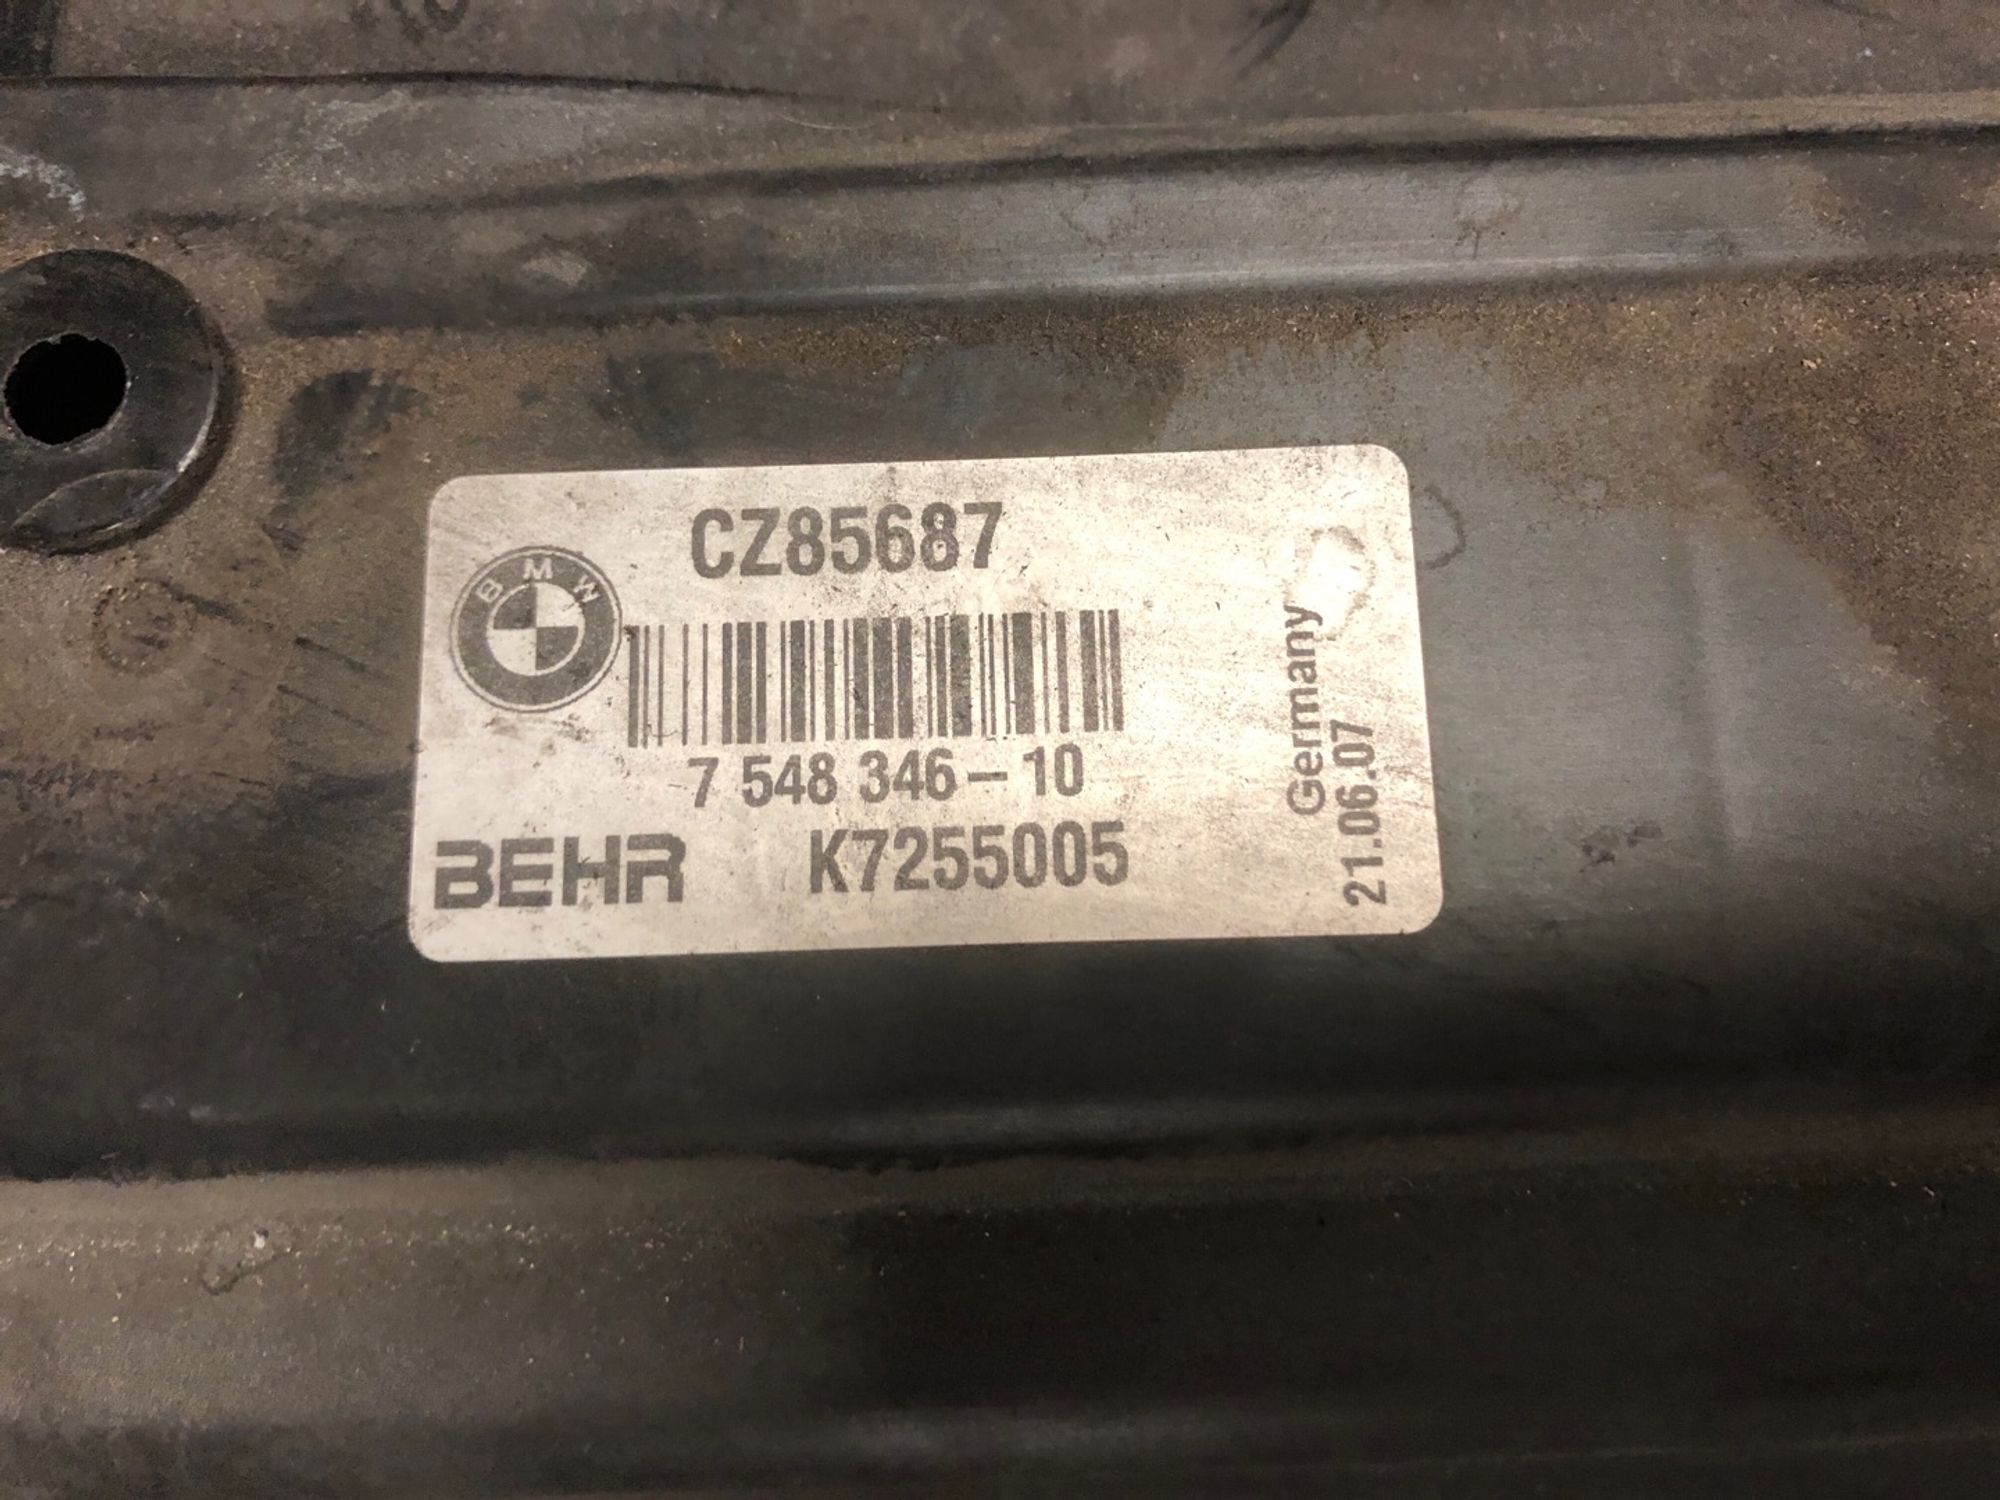 CZ85687
BMW
7 548 346-10
BEHR K7255005
Germany
21.06.07